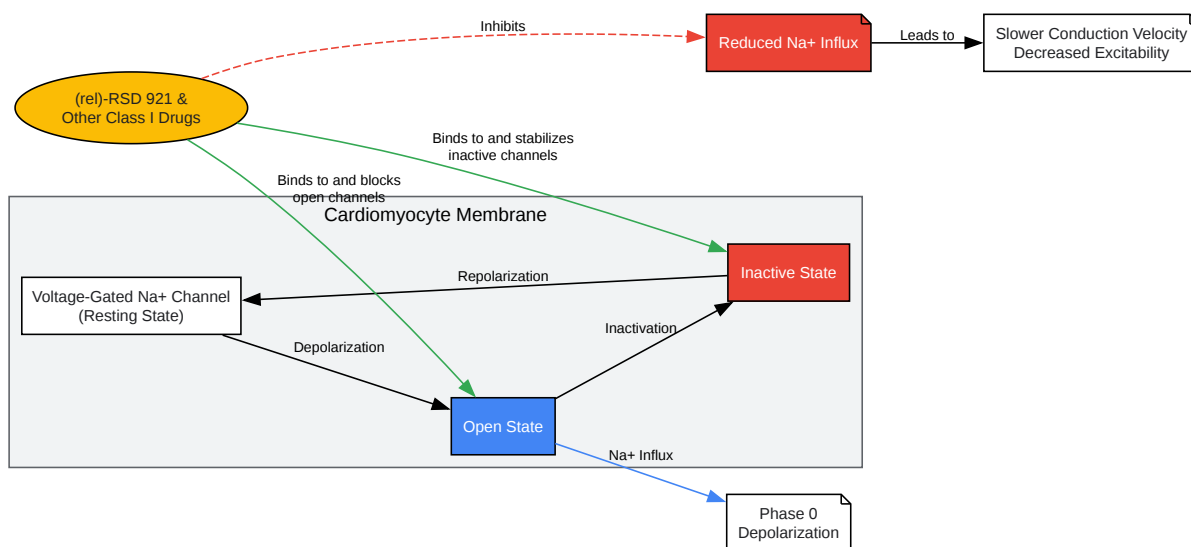 Inhibits
Reduced Na+ Influx
Leads to
Slower Conduction Velocity
Decreased Excitability
(rel)-RSD 921 &
Other Class I Drugs
Binds to and stabilizes
inactive channels
Binds to and blocks
open channels
Cardiomyocyte Membrane
Inactive State
Repolarization
Voltage-Gated Na+ Channel
(Resting State)
Inactivation
Depolarization
Open State
Na+ Influx
Phase 0
Depolarization